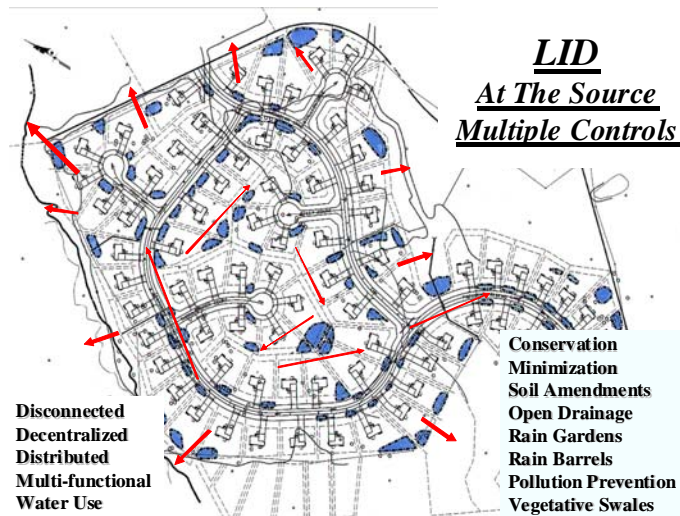 LID
At The Source
Multiple Controls
Conservation
Minimization
Soil Amendments
Open Drainage
Rain Gardens
Rain Barrels
Pollution Prevention
Vegetative Swales
Disconnected
Decentralized
Distributed
Multi-functional
Water Use